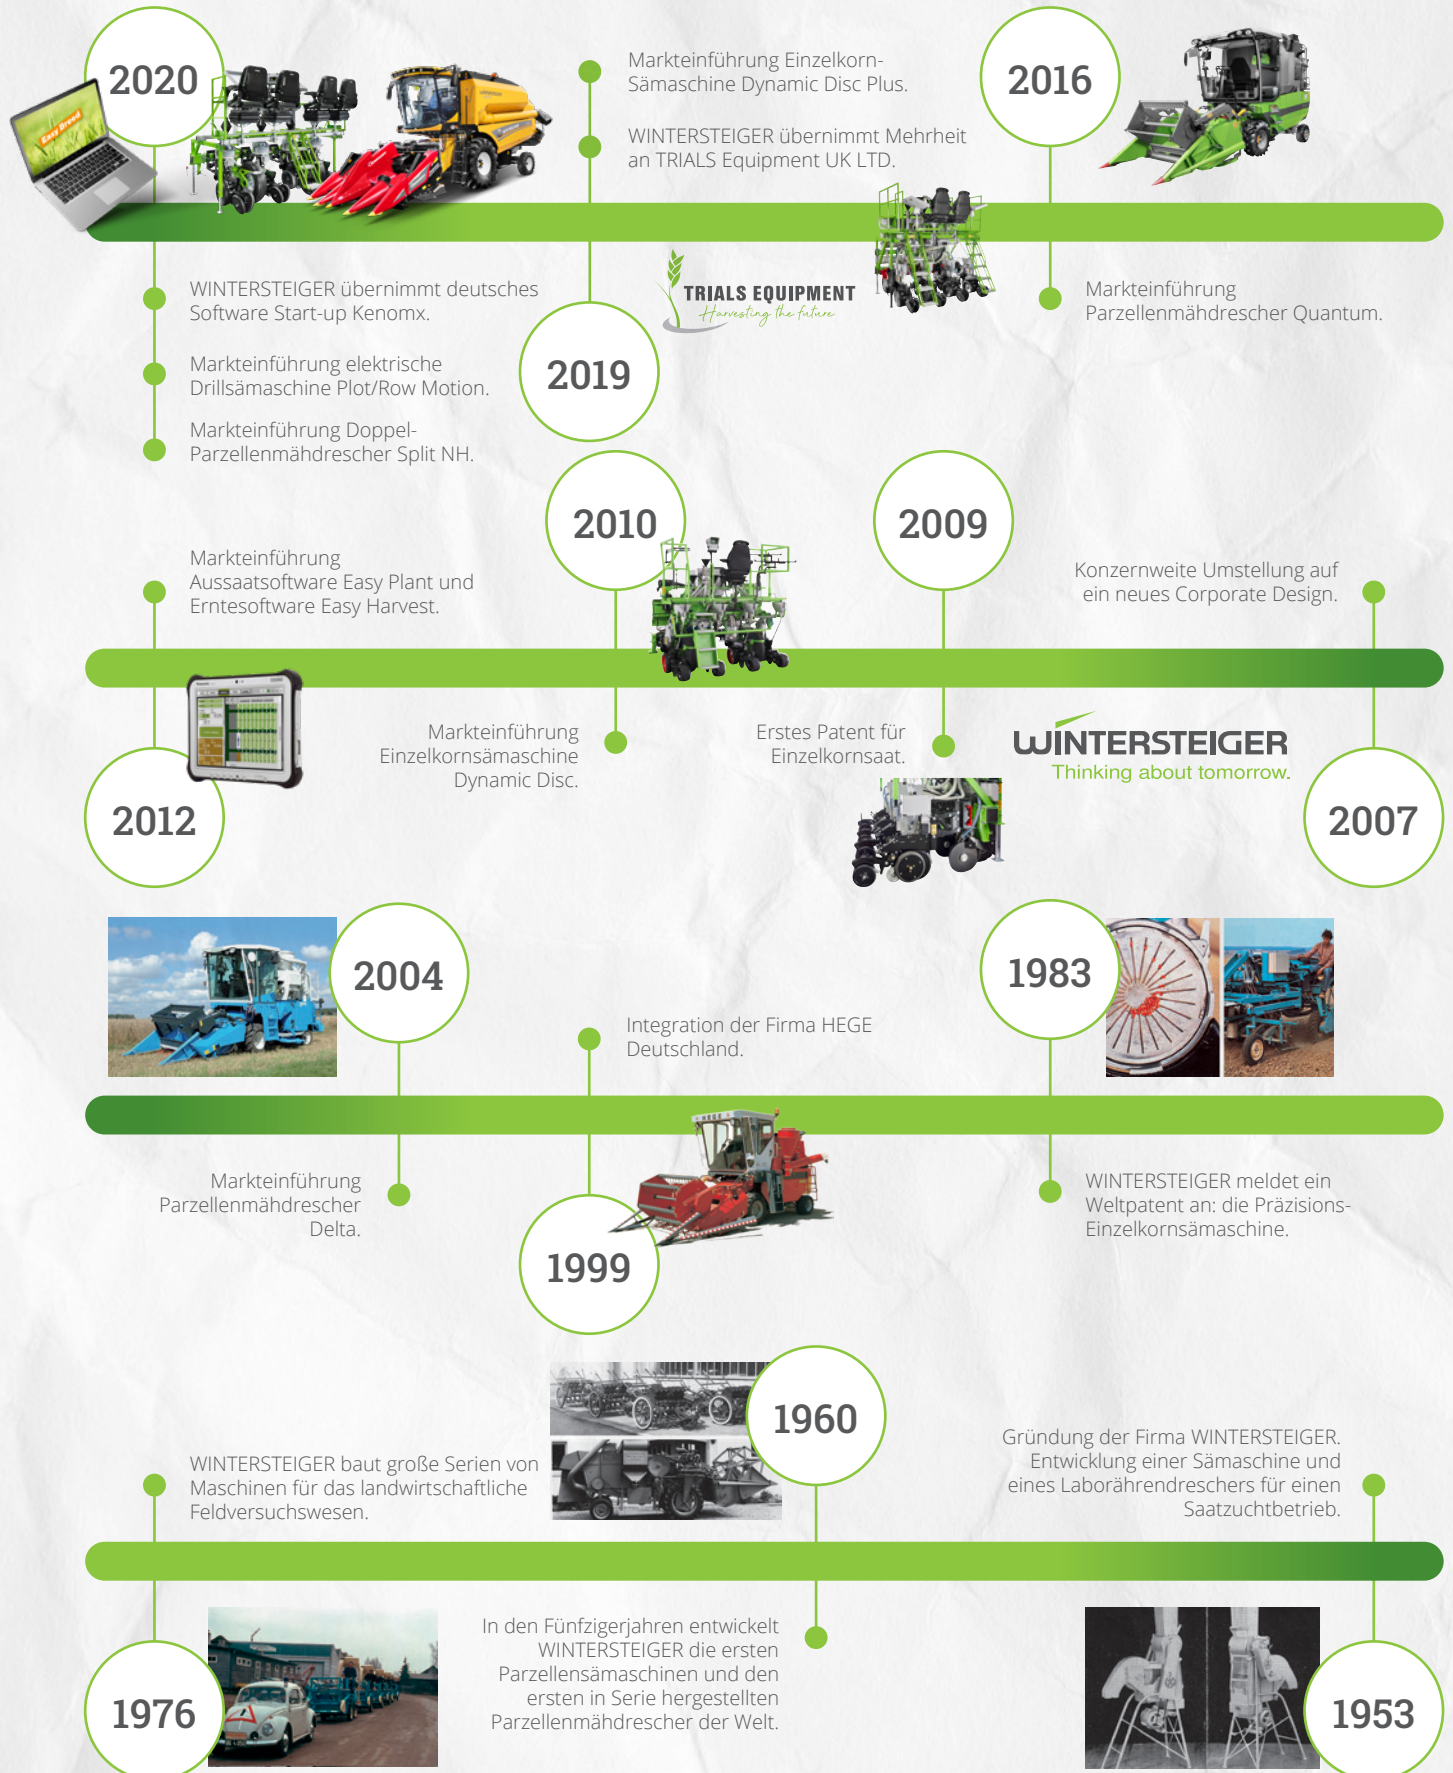 2020
Easy Breed
WINTERSTEIGER übernimmt deutsches
Software Start-up Kenomx.
Markteinführung elektrische
Drillsämaschine Plot/Row Motion.
Markteinführung Doppel-
Parzellenmähdrescher Split NH.
Markteinführung Einzelkorn-
Sämaschine Dynamic Disc Plus.
WINTERSTEIGER übernimmt Mehrheit
an TRIALS Equipment UK LTD.
TRIALS EQUIPMENT
Harvesting the future
2019
2016
Markteinführung
Parzellenmähdrescher Quantum.
Markteinführung
Aussaatsoftware Easy Plant und
Erntesoftware Easy Harvest.
2012
2010
Markteinführung
Einzelkornsämaschine
Dynamic Disc.
2009
Erstes Patent für
Einzelkornsaat.
Konzernweite Umstellung auf
ein neues Corporate Design.
WINTERSTEIGER
Thinking about tomorrow.
2007
2004
Markteinführung
Parzellenmähdrescher
Delta.
Integration der Firma HEGE
Deutschland.
HEGE
1999
1983
WINTERSTEIGER meldet ein
Weltpatent an: die Präzisions-
Einzelkornsämaschine.
WINTERSTEIGER baut große Serien von
Maschinen für das landwirtschaftliche
Feldversuchswesen.
1976
1960
In den Fünfzigerjahren entwickelt
WINTERSTEIGER die ersten
Parzellensämaschinen und den
ersten in Serie hergestellten
Parzellenmähdrescher der Welt.
Gründung der Firma WINTERSTEIGER.
Entwicklung einer Sämaschine und
eines Laborährendreschers für einen
Saatzuchtbetrieb.
1953